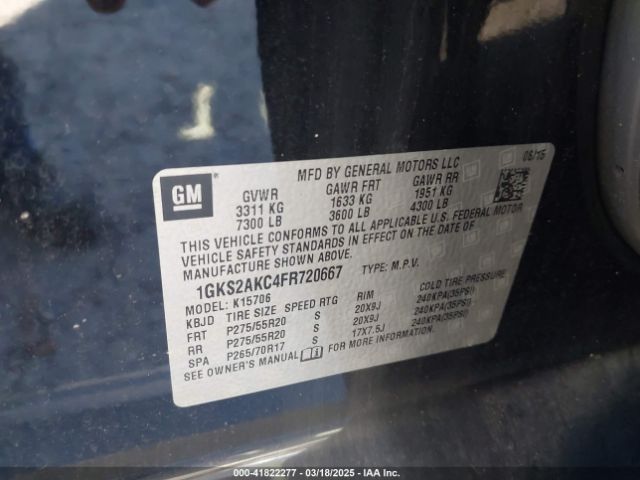 MFD BY GENERAL MOTORS LLC 06/15
GM GVWR GAWR FRT GAWR RR
3311 KG 1633 KG 1951 KG
7300 LB 3600 LB 4300 LB
THIS VEHICLE CONFORMS TO ALL APPLICABLE U.S. FEDERAL MOTOR
VEHICLE SAFETY STANDARDS IN EFFECT ON THE DATE OF
MANUFACTURE SHOWN ABOVE.
1GKS2AKC4FR720667 TYPE: M.P.V.
MODEL: K15706
KBJD TIRE SIZE SPEED RTG RIM COLD TIRE PRESSURE
FRT P275/55R20 S 20X9J 240KPA(35PSI)
RR P275/55R20 S 20X9J 240KPA(35PSI)
SPA P265/70R17 S 17X7.5J 240KPA(35PSI)
SEE OWNER'S MANUAL FOR MORE INFORMATION.
000-41822277 - 03/18/2025 - IAA Inc.